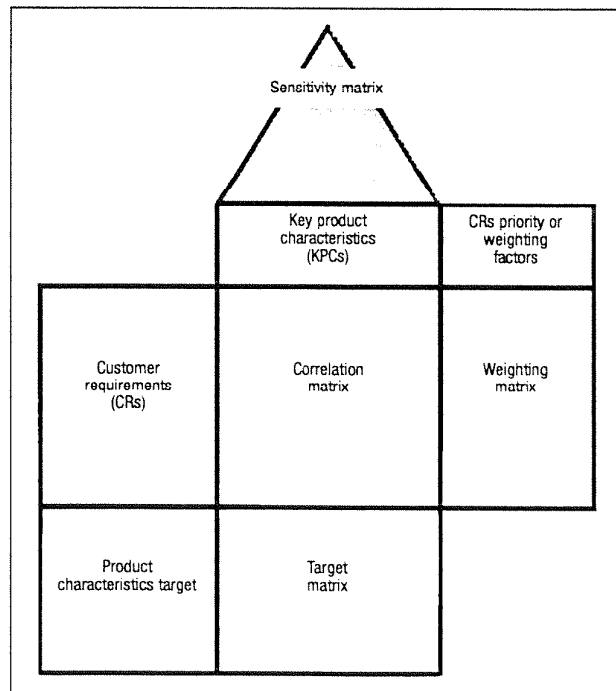 Sensitivity matrix
Key product
characteristics
(KPCs)
CRs priority or
weighting
factors
Customer
requirements
(CRs)
Correlation
matrix
Weighting
matrix
Product
characteristics target
Target
matrix